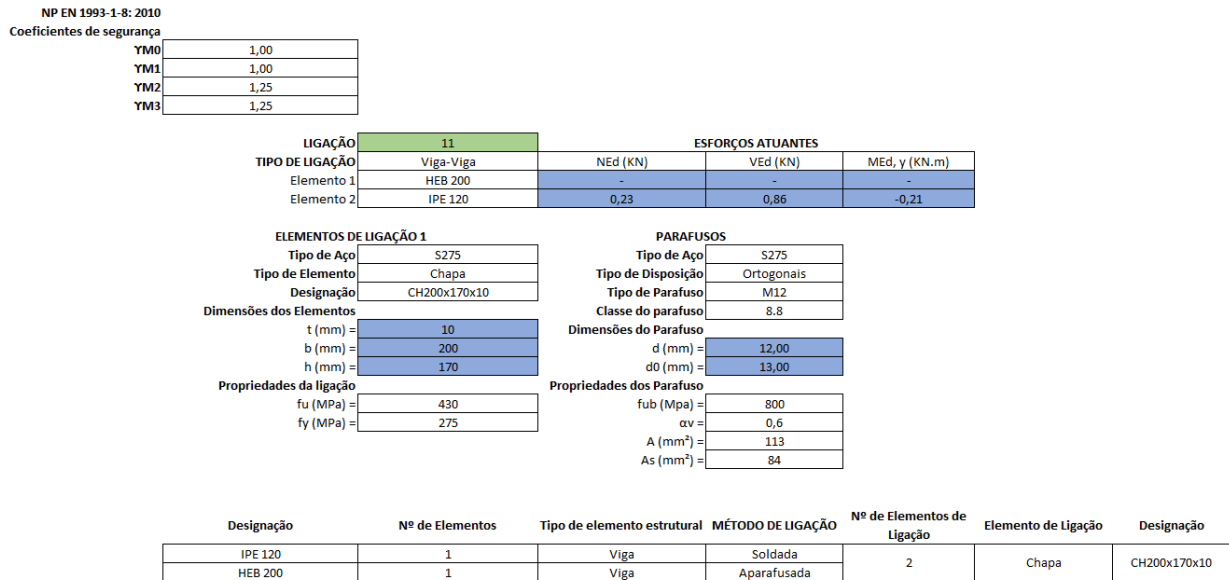 NP EN 1993-1-8: 2010
Coeficientes de segurança
ϒM0 1,00
ϒM1 1,00
ϒM2 1,25
ϒM3 1,25
LIGAÇÃO 11 ESFORÇOS ATUANTES
TIPO DE LIGAÇÃO Viga-Viga NEd (KN) VEd (KN) MEd, y (KN.m)
Elemento 1 HEB 200 - - -
Elemento 2 IPE 120 0,23 0,86 -0,21
ELEMENTOS DE LIGAÇÃO 1 PARAFUSOS
Tipo de Aço S275 Tipo de Aço S275
Tipo de Elemento Chapa Tipo de Disposição Ortogonais
Designação CH200x170x10 Tipo de Parafuso M12
Dimensões dos Elementos Classe do parafuso 8.8
t (mm) = 10 Dimensões do Parafuso
b (mm) = 200 d (mm) = 12,00
h (mm) = 170 d0 (mm) = 13,00
Propriedades da ligação Propriedades dos Parafuso
fu (MPa) = 430 fub (Mpa) = 800
fy (MPa) = 275 αv = 0,6
A (mm²) = 113
As (mm²) = 84
Designação Nº de Elementos Tipo de elemento estrutural MÉTODO DE LIGAÇÃO Nº de Elementos de Ligação Elemento de Ligação Designação
IPE 120 1 Viga Soldada 2 Chapa CH200x170x10
HEB 200 1 Viga Aparafusada